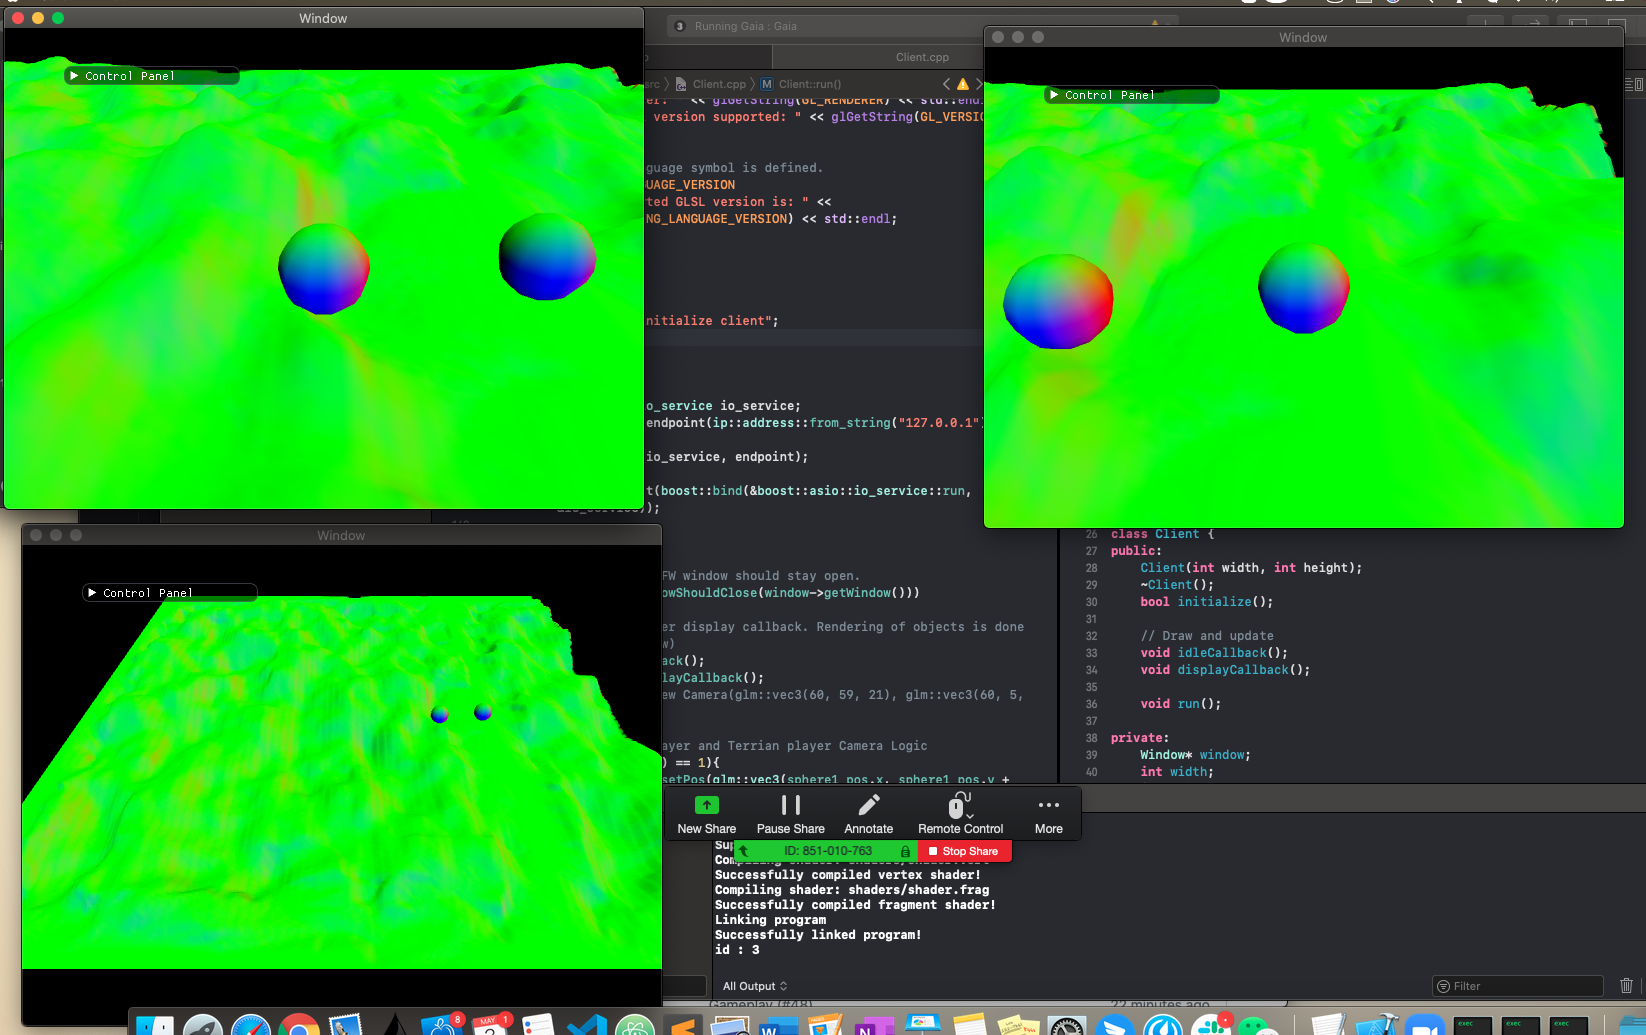 Window
Control Panel
3 Running Gaia : Gaia
Client.cpp
src 〉 Client.cpp 〉 M Client::run()
er: " << glGetString(GL_RENDERER) << std::endl
version supported: " << glGetString(GL_VERSIO
guage symbol is defined.
UAGE_VERSION
ted GLSL version is: " <<
NG_LANGUAGE_VERSION) << std::endl;
nitialize client";
o_service io_service;
endpoint(ip::address::from_string("127.0.0.1")
io_service, endpoint);
t(boost::bind(&boost::asio::io_service::run,
Window
Control Panel
Window
Control Panel
FW window should stay open.
owShouldClose(window->getWindow()))
er display callback. Rendering of objects is done
w)
ack();
layCallback();
ew Camera(glm::vec3(60, 59, 21), glm::vec3(60, 5,
ayer and Terrian player Camera Logic
) == 1){
setPos(glm::vec3(sphere1_pos.x, sphere1_pos.y +
26 class Client {
27 public:
28 Client(int width, int height);
29 ~Client();
30 bool initialize();
31
32 // Draw and update
33 void idleCallback();
34 void displayCallback();
35
36 void run();
37
38 private:
39 Window* window;
40 int width;
New Share Pause Share Annotate Remote Control More
ID: 851-010-763 Stop Share
Successfully compiled vertex shader!
Compiling shader: shaders/shader.frag
Successfully compiled fragment shader!
Linking program
Successfully linked program!
id : 3
All Output
Filter
Gameplay (#48)
22 minutes ago
8
MAY 1
exec exec exec